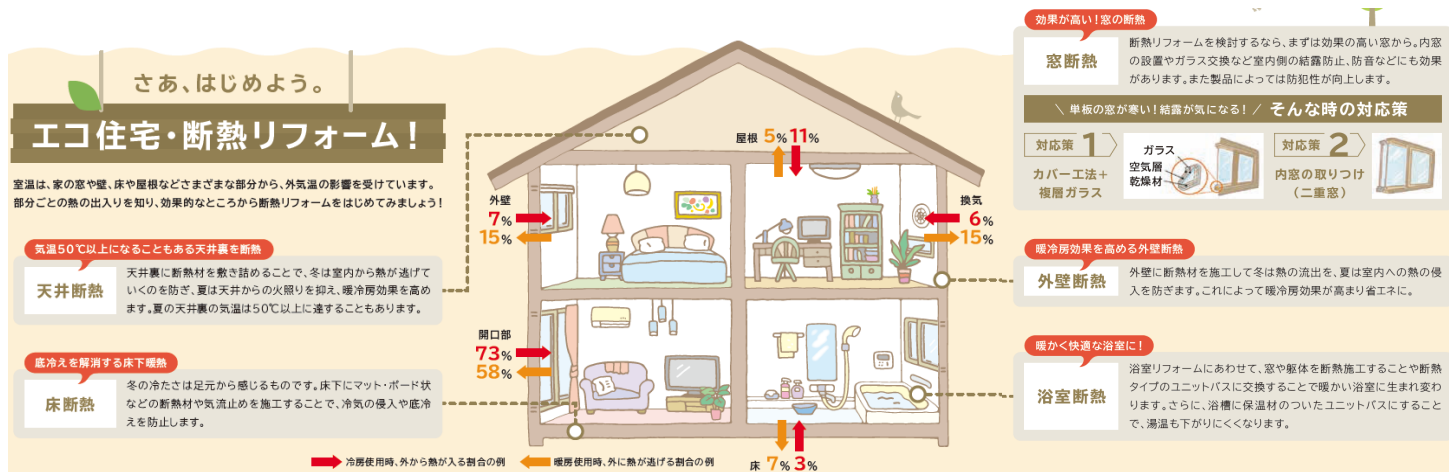 さあ、はじめよう。
エコ住宅・断熱リフォーム！
室温は、家の窓や壁、床や屋根などさまざまな部分から、外気温の影響を受けています。
部分ごとの熱の出入りを知り、効果的なところから断熱リフォームをはじめてみましょう！
気温50℃以上になることもある天井裏を断熱
天井断熱
天井裏に断熱材を敷き詰めることで、冬は室内から熱が逃げて
いくのを防ぎ、夏は天井からの火照りを抑え、暖冷房効果を高め
ます。夏の天井裏の気温は50℃以上に達することもあります。
底冷えを解消する床下暖熱
床断熱
冬の冷たさは足元から感じるものです。床下にマット・ボード状
などの断熱材や気流止めを施工することで、冷気の侵入や底冷
えを防止します。
屋根 5% 11%
外壁
7%
15%
換気
6%
15%
開口部
73%
58%
床 7% 3%
冷房使用時、外から熱が入る割合の例
暖房使用時、外に熱が逃げる割合の例
効果が高い！窓の断熱
窓断熱
断熱リフォームを検討するなら、まずは効果の高い窓から。内窓
の設置やガラス交換など室内側の結露防止、防音などにも効果
があります。また製品によっては防犯性が向上します。
\ 単板の窓が寒い！結露が気になる！ / そんな時の対応策
対応策 1
カバー工法＋
複層ガラス
ガラス
空気層
乾燥材
対応策 2
内窓の取りつけ
（二重窓）
暖冷房効果を高める外壁断熱
外壁断熱
外壁に断熱材を施工して冬は熱の流出を、夏は室内への熱の侵
入を防ぎます。これによって暖冷房効果が高まり省エネに。
暖かく快適な浴室に！
浴室断熱
浴室リフォームにあわせて、窓や躯体を断熱施工することや断熱
タイプのユニットバスに交換することで暖かい浴室に生まれ変わ
ります。さらに、浴槽に保温材のついたユニットバスにすること
で、湯温も下がりにくくなります。